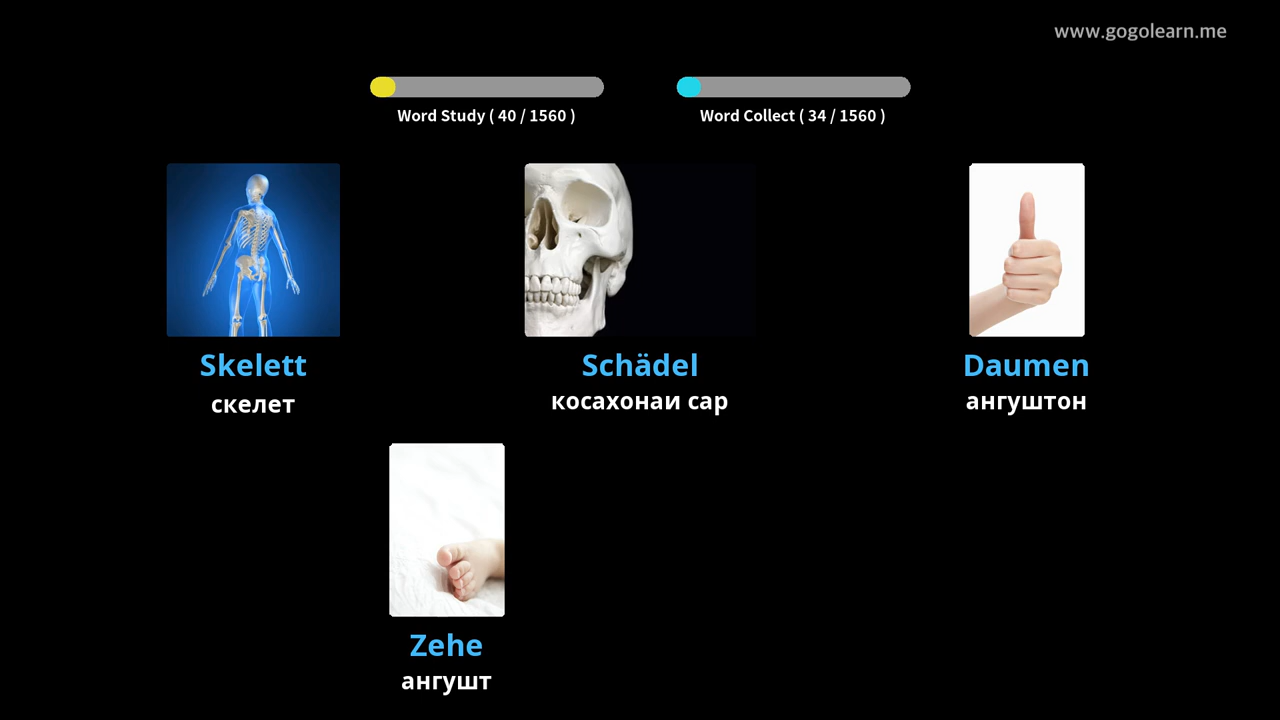 www.gogolearn.me
Word Study ( 40 / 1560 )
Word Collect ( 34 / 1560 )
Skelett
скелет
Schädel
косахонаи сар
Daumen
ангуштон
Zehe
ангушт